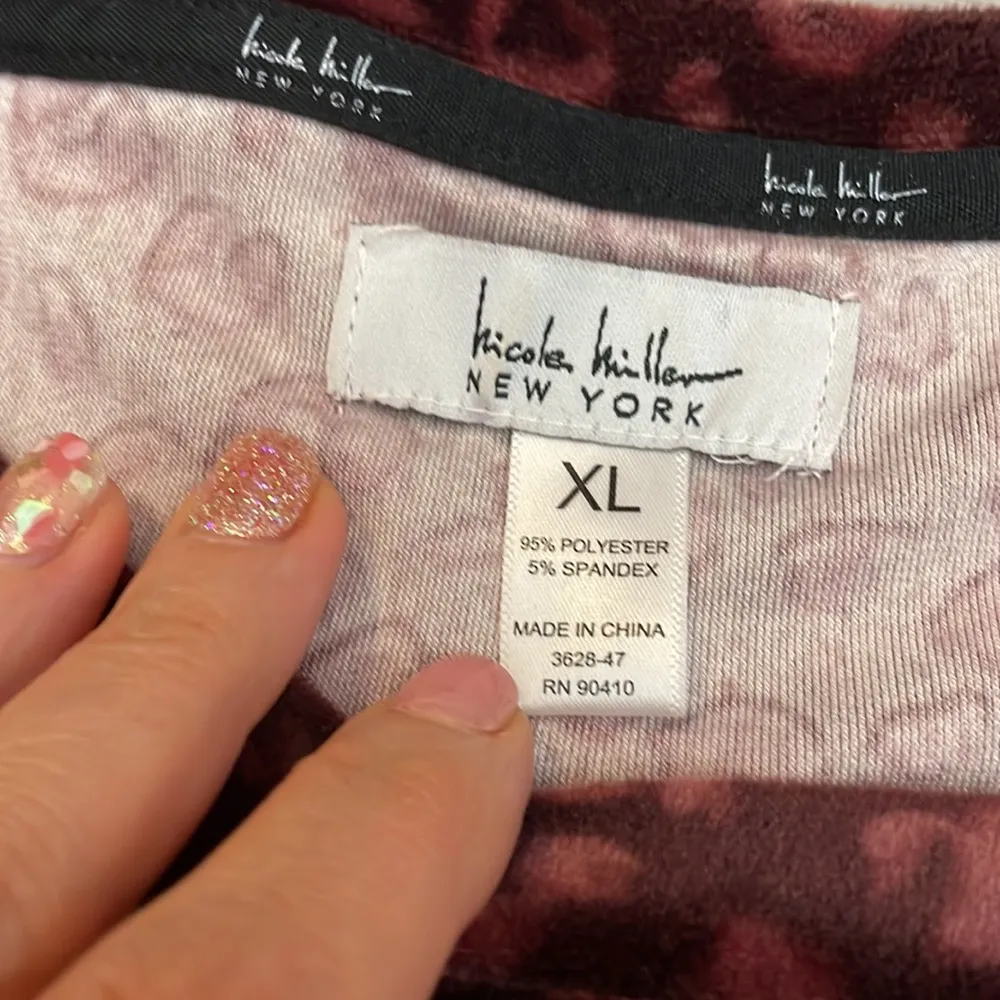 nicole miller
NEW YORK
nicole miller
NEW YORK
nicole miller
NEW YORK
XL
95% POLYESTER
5% SPANDEX
MADE IN CHINA
3628-47
RN 90410